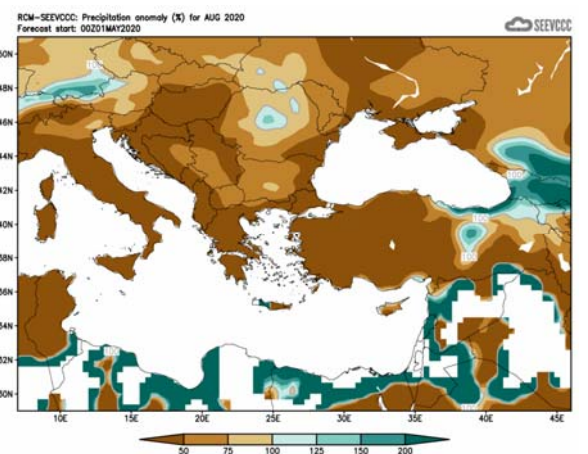 RCM-SEEVCCC: Precipitation anomaly (%) for AUG 2020
Forecast start: 00Z01MAY2020
SEEVCCC
50N
48N
46N
44N
42N
40N
38N
36N
34N
32N
30N
100
100
100
100
100
10E
15E
20E
25E
30E
35E
40E
45E
50
75
100
125
150
200